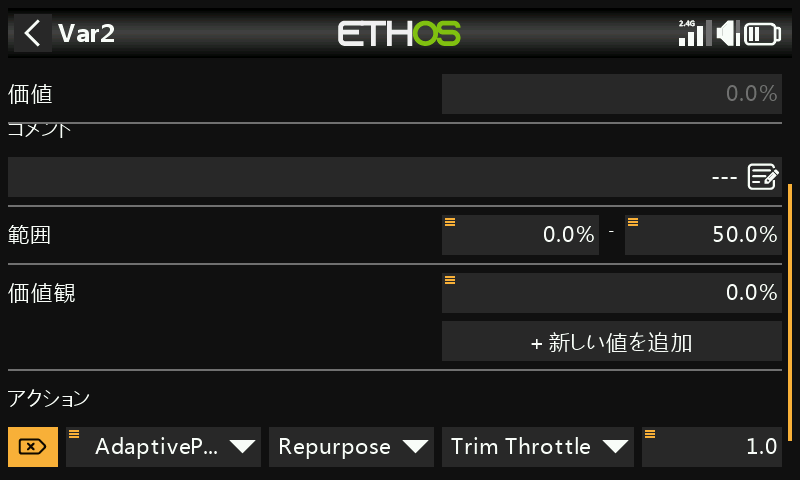 Var2
ETHOS
2.4G
価値
0.0%
コメント
---
範囲
0.0% - 50.0%
価値観
0.0%
+ 新しい値を追加
アクション
AdaptiveP... Repurpose Trim Throttle 1.0